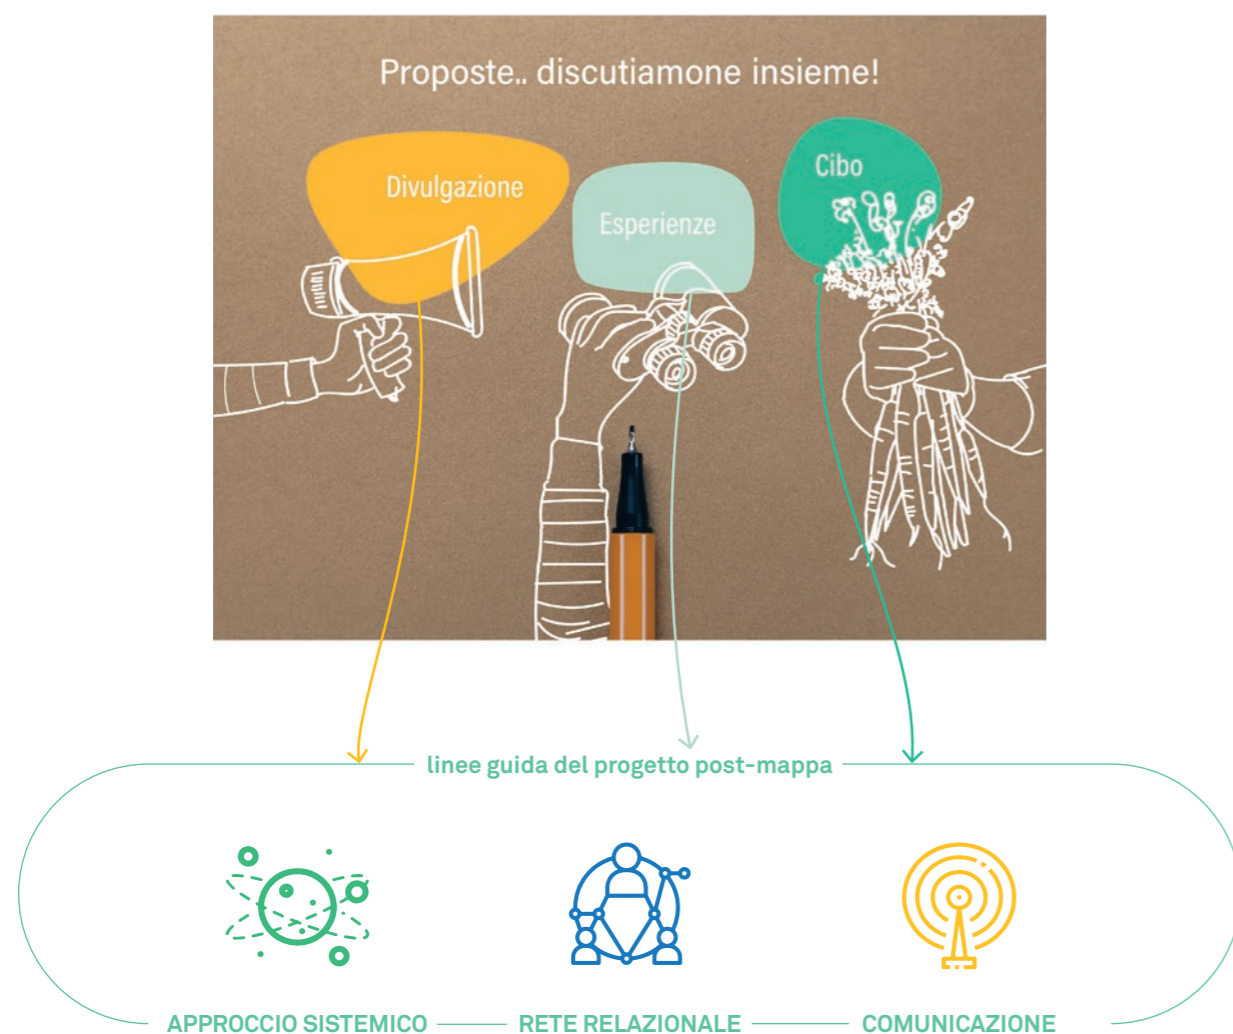 Proposte.. discutiamone insieme!
Divulgazione
Esperienze
Cibo
linee guida del progetto post-mappa
APPROCCIO SISTEMICO
RETE RELAZIONALE
COMUNICAZIONE